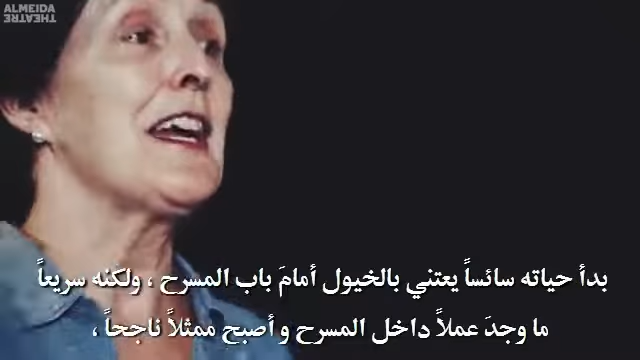 ALMEIDA
THEATRE
بدأ حياته سائساً يعتني بالخيول أمامَ باب المسرح ، ولكنه سريعاً
ما وجدَ عملاً داخل المسرح و أصبح ممثلاً ناجحاً ،